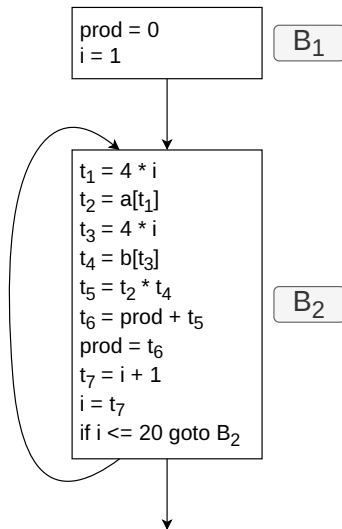 prod = 0
i = 1
B₁
t₁ = 4 * i
t₂ = a[t₁]
t₃ = 4 * i
t₄ = b[t₃]
t₅ = t₂ * t₄
t₆ = prod + t₅
prod = t₆
t₇ = i + 1
i = t₇
if i <= 20 goto B₂
B₂